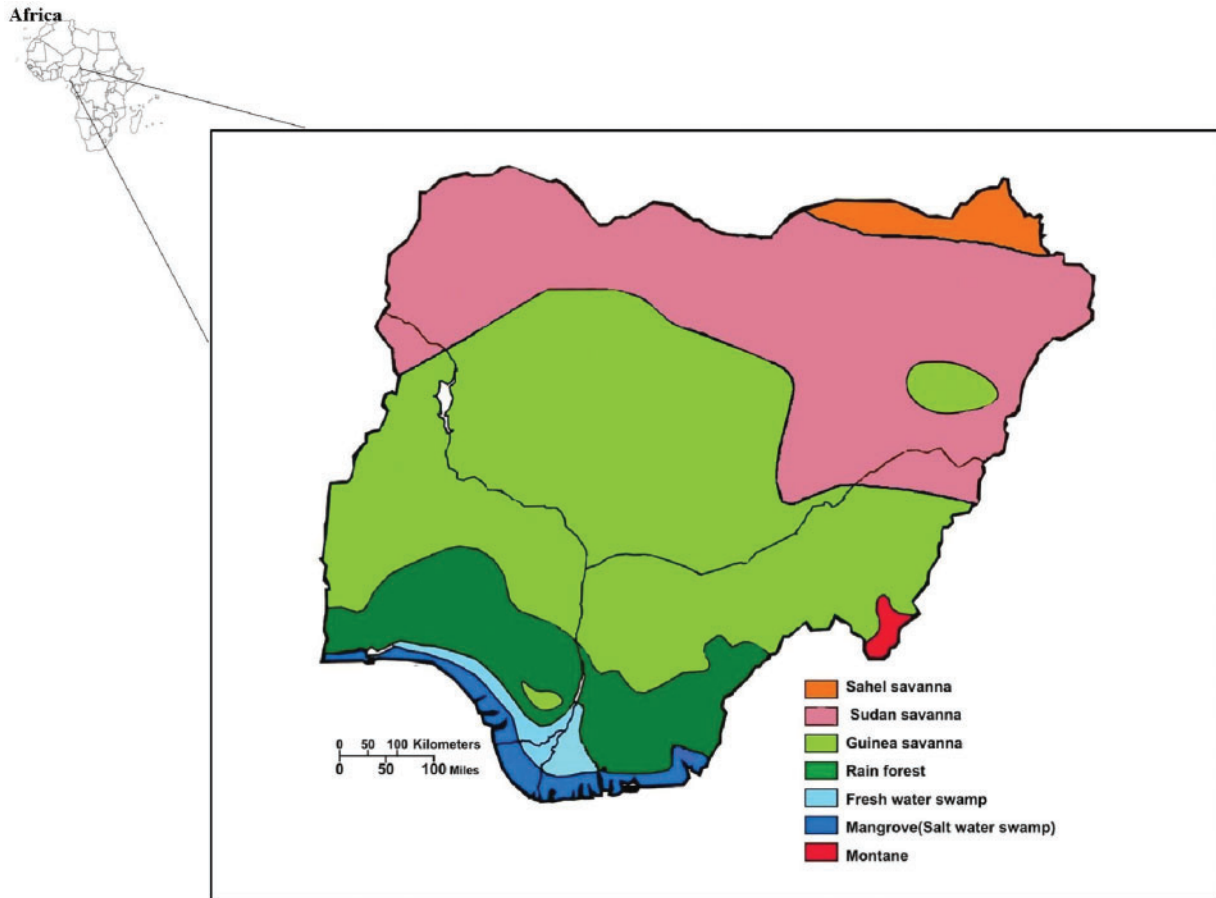 Africa
Sahel savanna
Sudan savanna
Guinea savanna
Rain forest
Fresh water swamp
Mangrove(Salt water swamp)
Montane
0 50 100 Kilometers
0 50 100 Miles